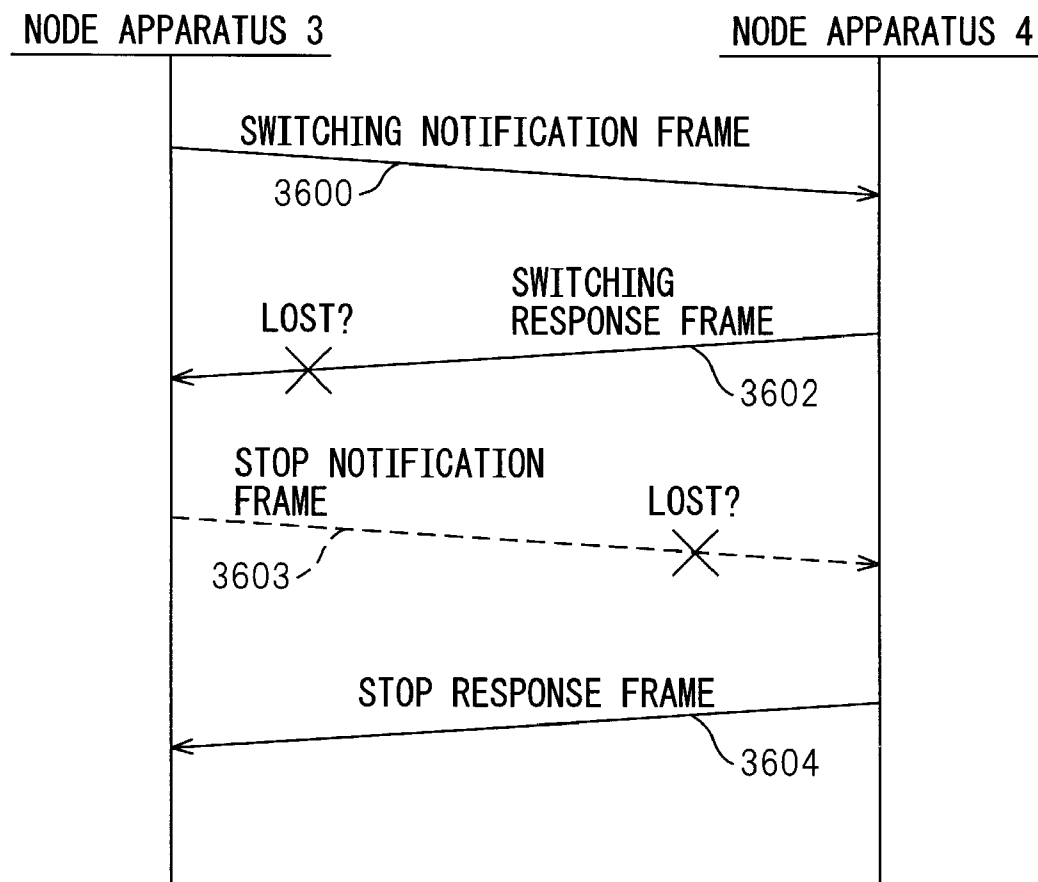 NODE APPARATUS 3
NODE APPARATUS 4
SWITCHING NOTIFICATION FRAME
3600
SWITCHING
RESPONSE FRAME
LOST?
3602
STOP NOTIFICATION
FRAME
LOST?
3603
STOP RESPONSE FRAME
3604